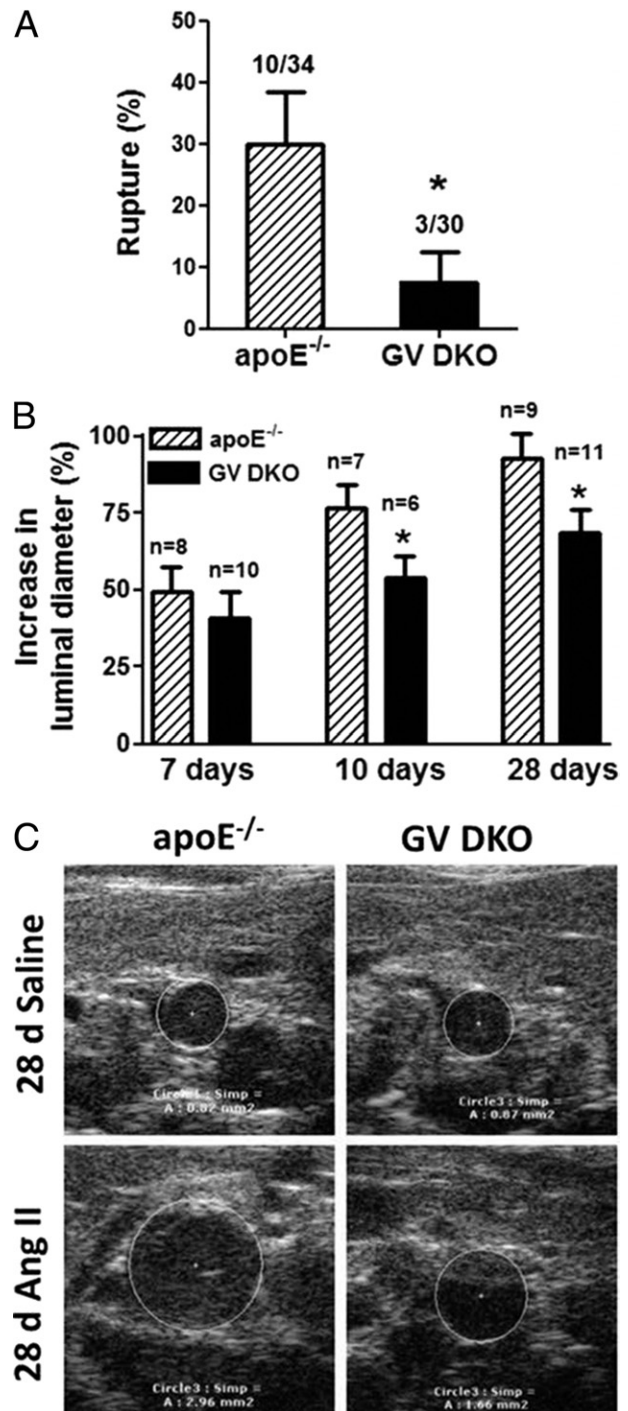 A
50
40
30
20
10
0
Rupture (%)
10/34
*
3/30
apoE-/-
GV DKO
B
100
75
50
25
0
Increase in
luminal diameter (%)
apoE-/-
GV DKO
n=8
n=10
n=7
n=6
*
n=9
n=11
*
7 days
10 days
28 days
C
apoE-/-
GV DKO
28 d Saline
Simp =
A : 0.82 mm2
Circle3 : Simp =
A : 0.87 mm2
28 d Ang II
Circle3 : Simp =
A : 2.96 mm2
Circle3 : Simp =
A : 1.66 mm2